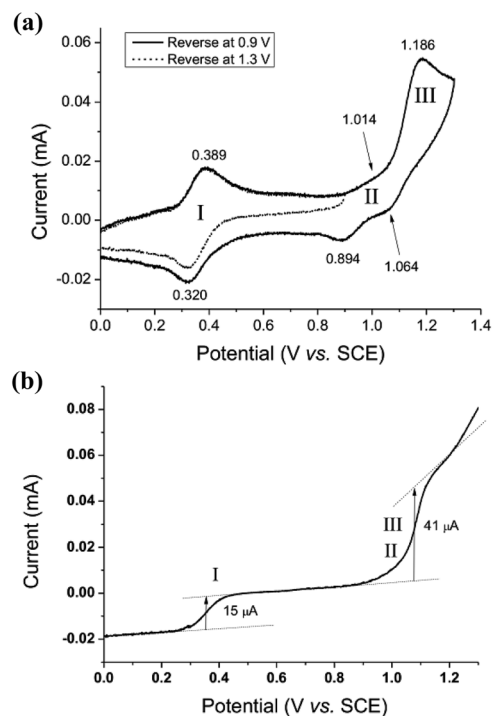 (a)
Reverse at 0.9 V
Reverse at 1.3 V
1.186
III
1.014
0.389
I
II
0.320
0.894
1.064
0.06
0.04
0.02
0.00
-0.02
Current (mA)
0.0 0.2 0.4 0.6 0.8 1.0 1.2 1.4
Potential (V vs. SCE)
(b)
0.08
0.06
0.04
0.02
0.00
-0.02
Current (mA)
I
15 µA
III
II
41 µA
0.0 0.2 0.4 0.6 0.8 1.0 1.2
Potential (V vs. SCE)